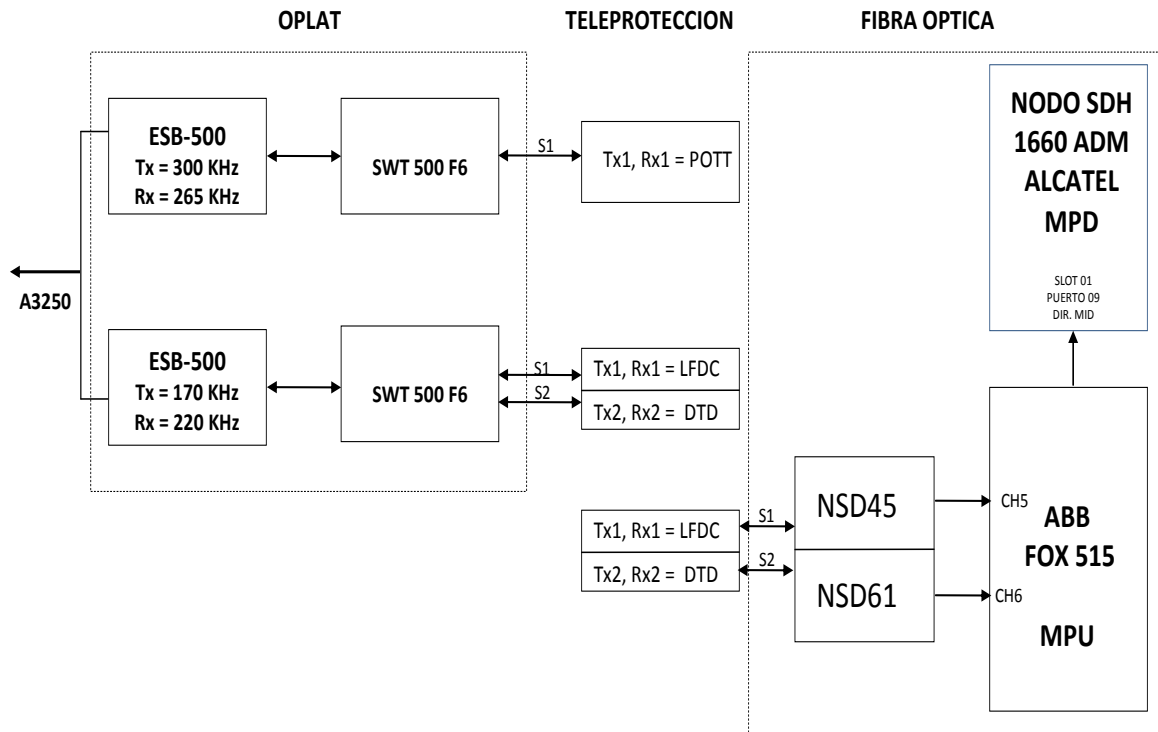 OPLAT
TELEPROTECCION
FIBRA OPTICA
ESB-500
Tx = 300 KHz
Rx = 265 KHz
SWT 500 F6
S1
Tx1, Rx1 = POTT
NODO SDH
1660 ADM
ALCATEL
MPD
SLOT 01
PUERTO 09
DIR. MID
A3250
ESB-500
Tx = 170 KHz
Rx = 220 KHz
SWT 500 F6
S1
S2
Tx1, Rx1 = LFDC
Tx2, Rx2 = DTD
Tx1, Rx1 = LFDC
Tx2, Rx2 = DTD
S1
S2
NSD45
NSD61
CH5
CH6
ABB
FOX 515
MPU